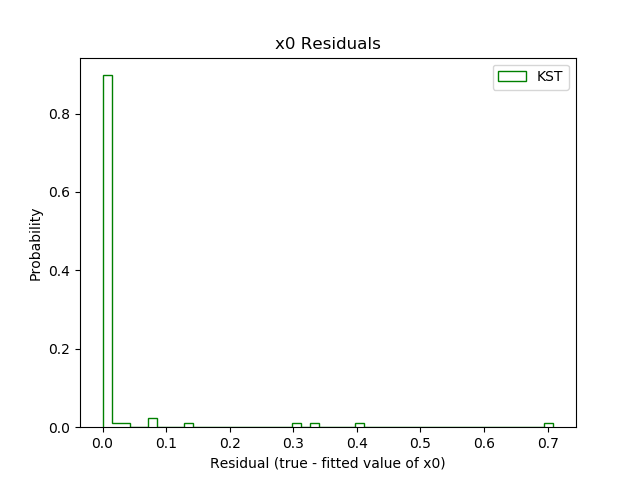 x0 Residuals
KST
Probability
0.8
0.6
0.4
0.2
0.0
0.0 0.1 0.2 0.3 0.4 0.5 0.6 0.7
Residual (true - fitted value of x0)